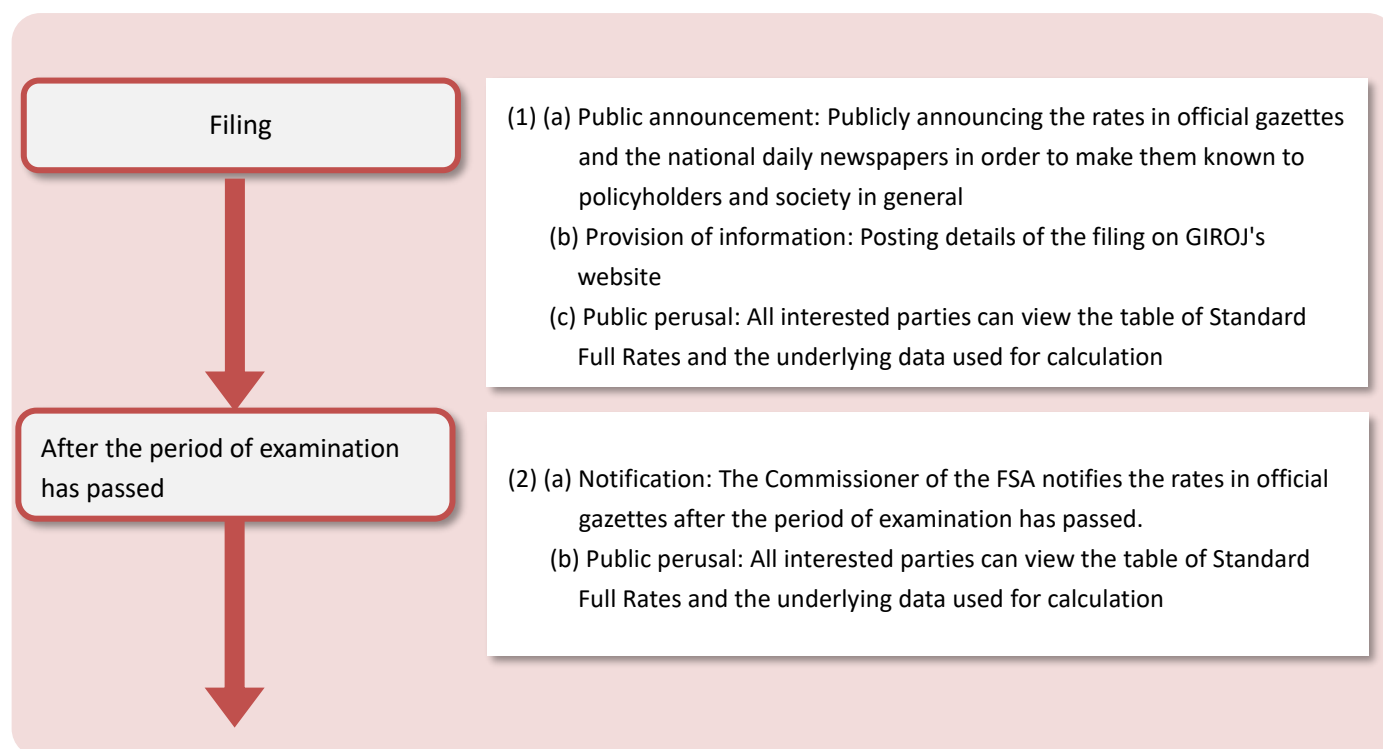 Filing
(1) (a) Public announcement: Publicly announcing the rates in official gazettes
and the national daily newspapers in order to make them known to
policyholders and society in general
(b) Provision of information: Posting details of the filing on GIROJ's
website
(c) Public perusal: All interested parties can view the table of Standard
Full Rates and the underlying data used for calculation
After the period of examination
has passed
(2) (a) Notification: The Commissioner of the FSA notifies the rates in official
gazettes after the period of examination has passed.
(b) Public perusal: All interested parties can view the table of Standard
Full Rates and the underlying data used for calculation